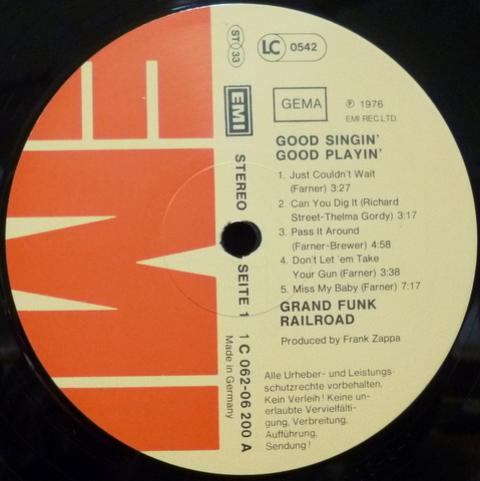 ST
33
LC 0542
GEMA
℗ 1976
EMI REC.LTD.
EMI
EMI
STEREO
SEITE 1
1 C 062-06 200 A
Made in Germany
GOOD SINGIN'
GOOD PLAYIN'
1. Just Couldn't Wait
(Farner) 3:27
2. Can You Dig It (Richard
Street-Thelma Gordy) 3:17
3. Pass It Around
(Farner-Brewer) 4:58
4. Don't Let 'em Take
Your Gun (Farner) 3:38
5. Miss My Baby (Farner) 7:17
GRAND FUNK
RAILROAD
Produced by Frank Zappa
Alle Urheber- und Leistungs-
schutzrechte vorbehalten.
Kein Verleih! Keine un-
erlaubte Vervielfälti-
gung, Verbreitung,
Aufführung,
Sendung!